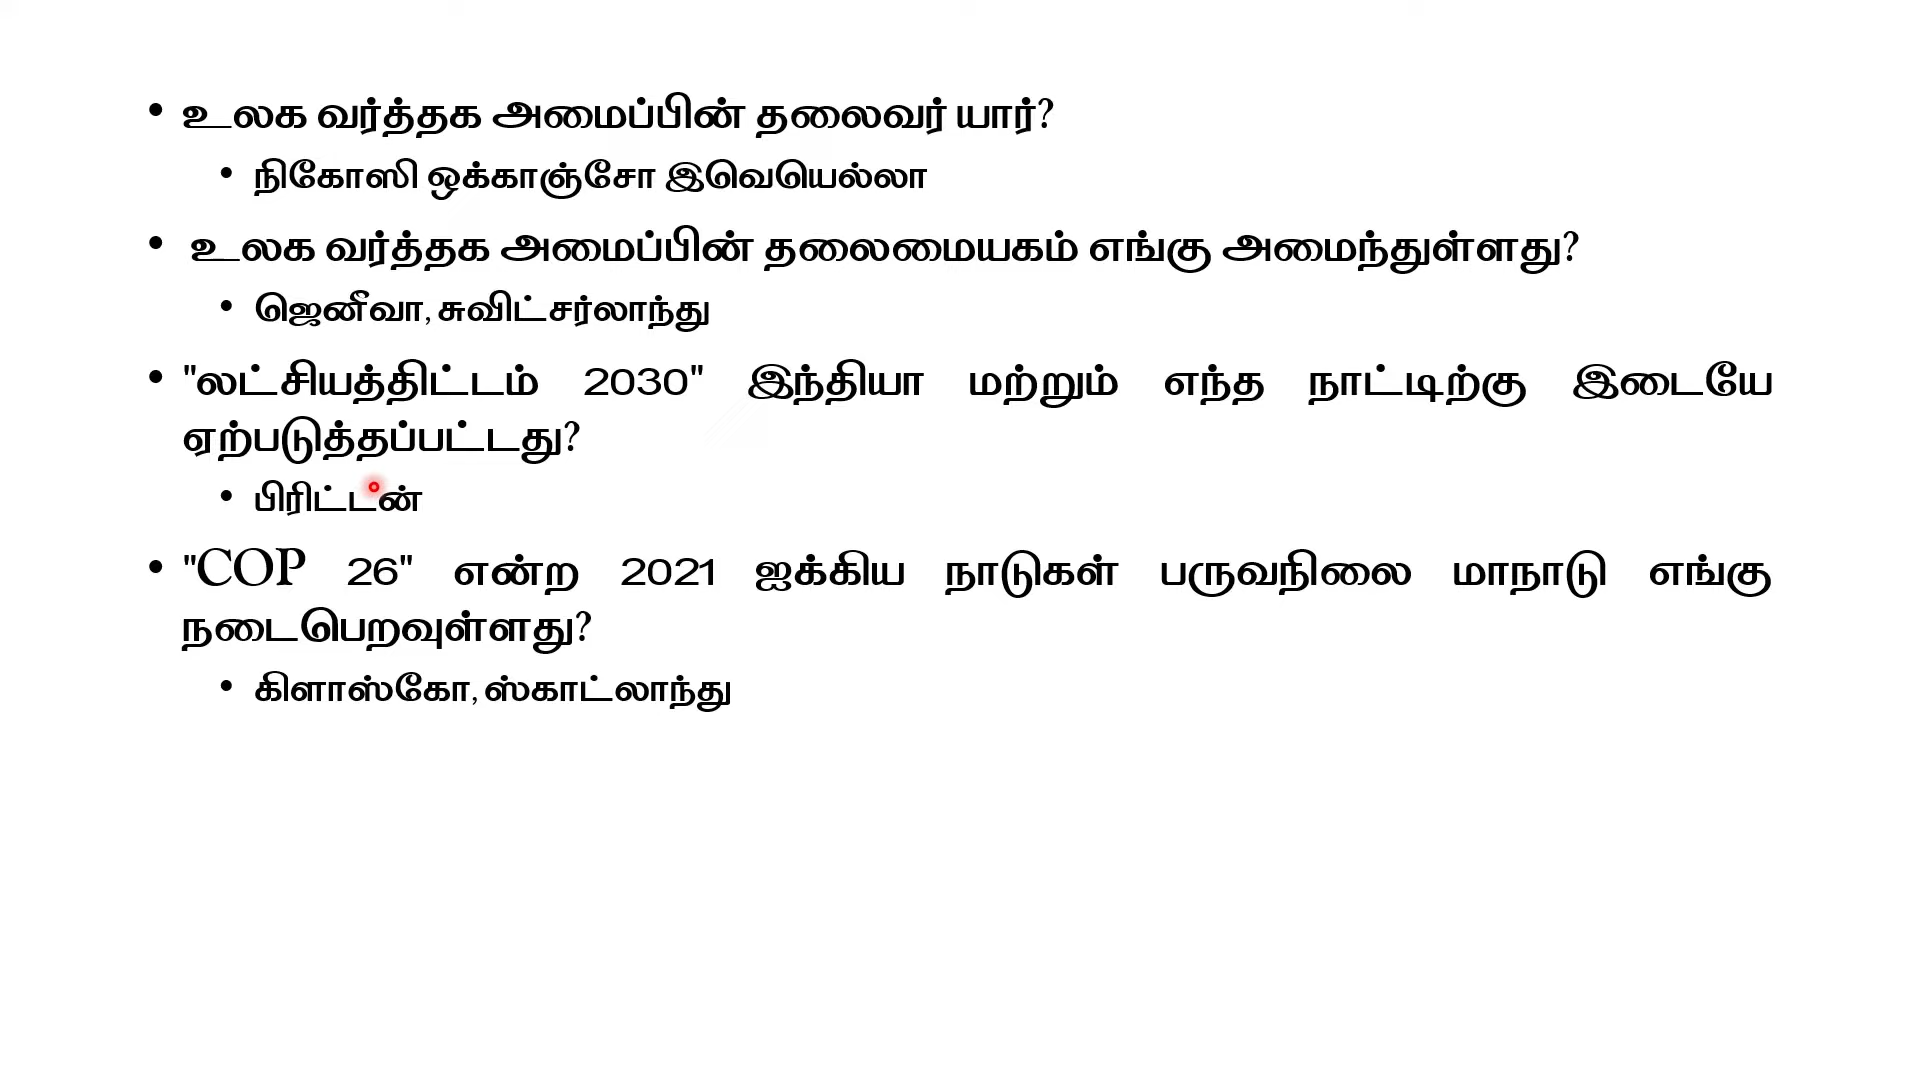 • உலக வர்த்தக அமைப்பின் தலைவர் யார்?
• நிகோஸி ஒக்காஞ்சோ இவெயெல்லா
• உலக வர்த்தக அமைப்பின் தலைமையகம் எங்கு அமைந்துள்ளது?
• ஜெனீவா, சுவிட்சர்லாந்து
• "லட்சியத்திட்டம் 2030" இந்தியா மற்றும் எந்த நாட்டிற்கு இடையே
ஏற்படுத்தப்பட்டது?
• பிரிட்டன்
• "COP 26" என்ற 2021 ஐக்கிய நாடுகள் பருவநிலை மாநாடு எங்கு
நடைபெறவுள்ளது?
• கிளாஸ்கோ, ஸ்காட்லாந்து